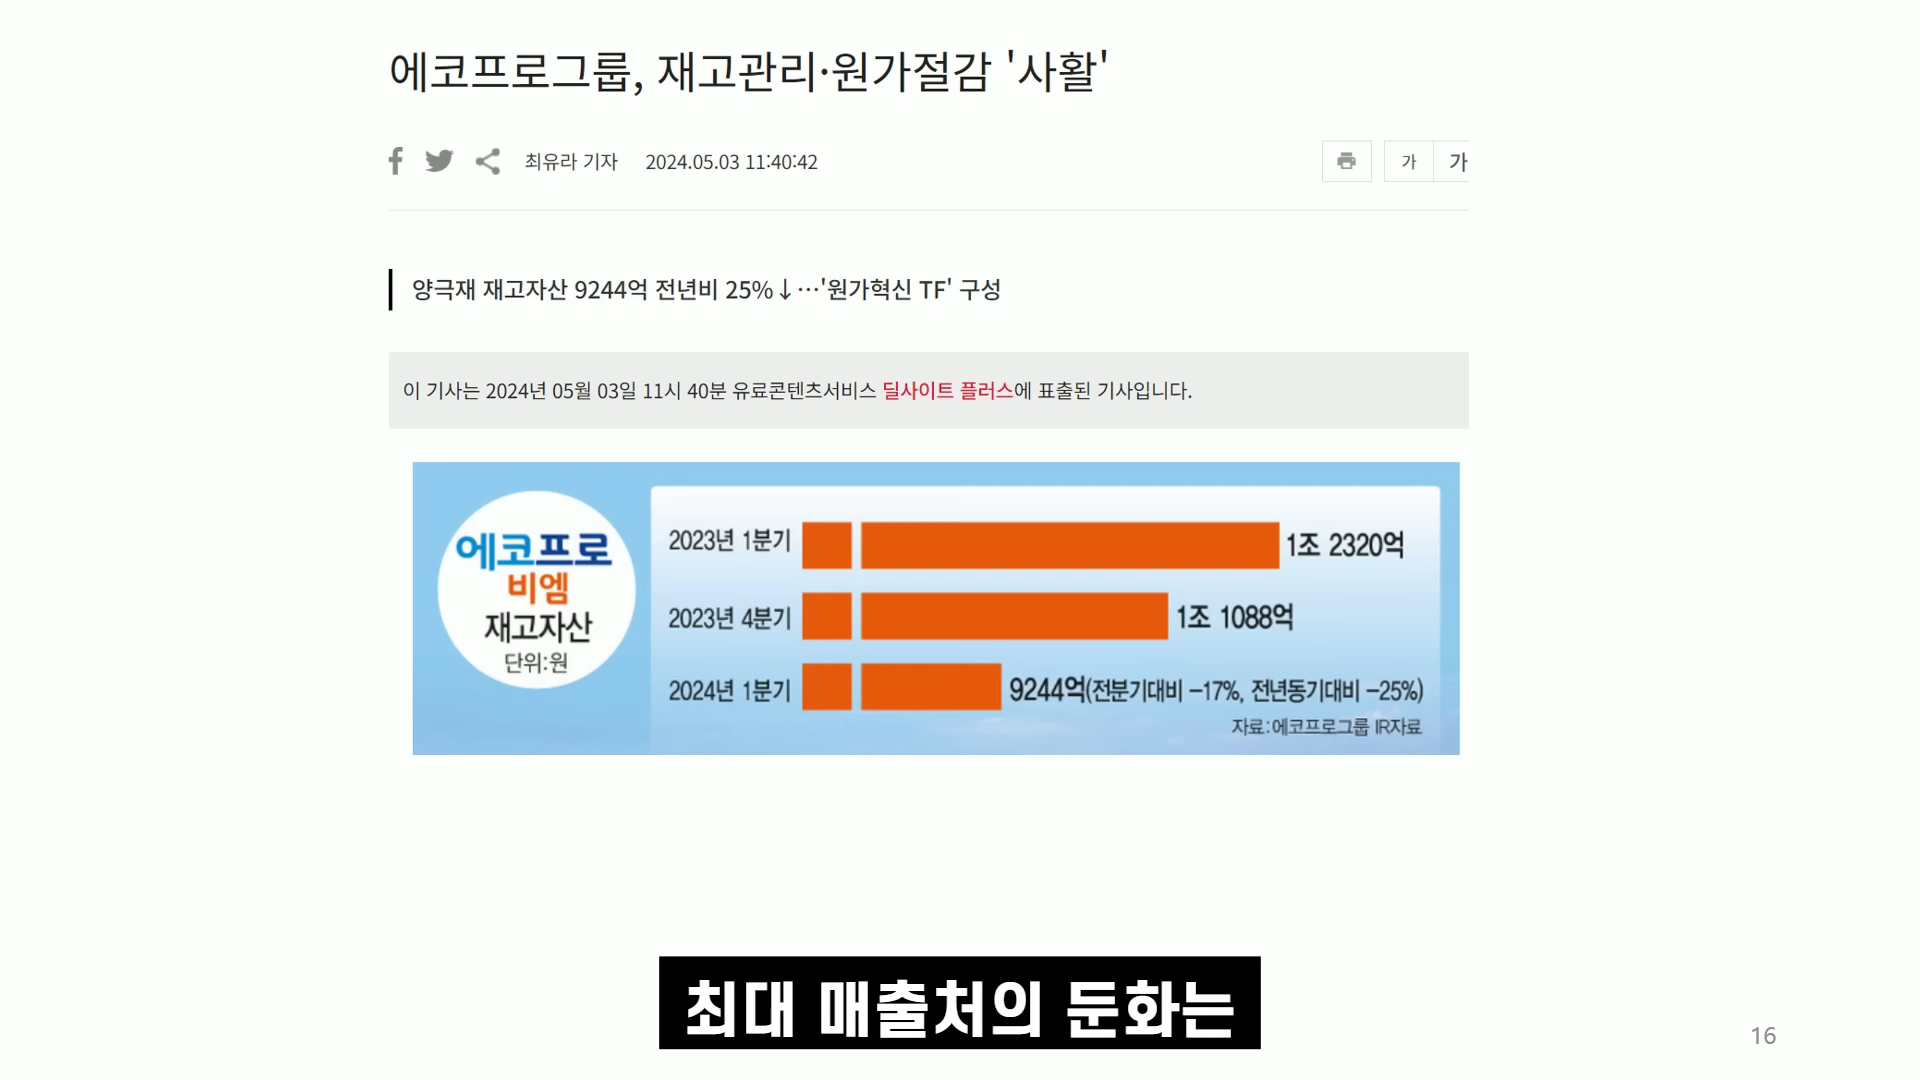 에코프로그룹, 재고관리·원가절감 '사활'
최유라 기자 2024.05.03 11:40:42
가 가
양극재 재고자산 9244억 전년비 25%↓…'원가혁신 TF' 구성
이 기사는 2024년 05월 03일 11시 40분 유료콘텐츠서비스 딜사이트 플러스에 표출된 기사입니다.
에코프로
비엠
재고자산
단위:원
2023년 1분기 1조 2320억
2023년 4분기 1조 1088억
2024년 1분기 9244억(전분기대비 -17%, 전년동기대비 -25%)
자료:에코프로그룹 IR자료
최대 매출처의 둔화는
16